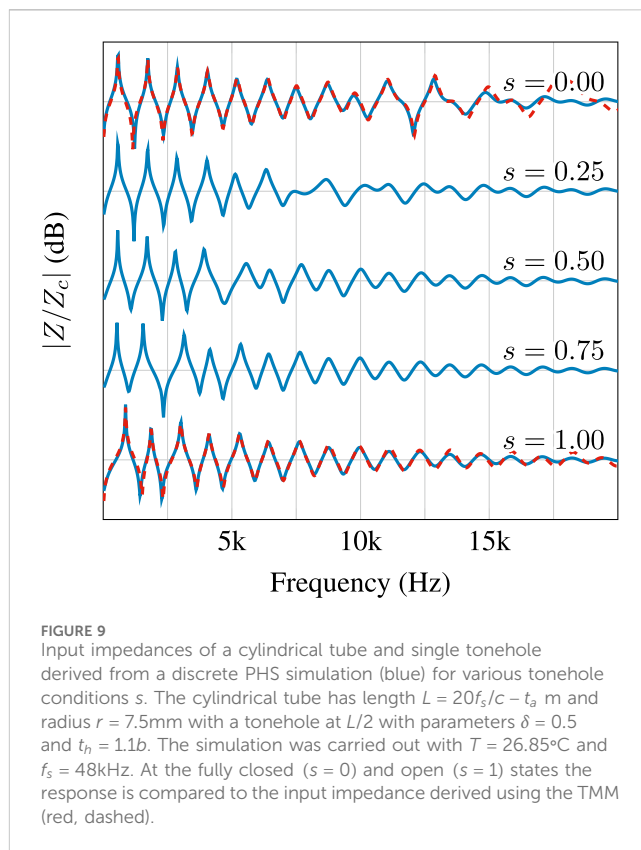 s = 0.00
s = 0.25
s = 0.50
s = 0.75
s = 1.00
|Z/Z_c| (dB)
5k 10k 15k
Frequency (Hz)
FIGURE 9
Input impedances of a cylindrical tube and single tonehole
derived from a discrete PHS simulation (blue) for various tonehole
conditions s. The cylindrical tube has length L = 20f_s/c − t_a m and
radius r = 7.5mm with a tonehole at L/2 with parameters δ = 0.5
and t_h = 1.1b. The simulation was carried out with T = 26.85°C and
f_s = 48kHz. At the fully closed (s = 0) and open (s = 1) states the
response is compared to the input impedance derived using the TMM
(red, dashed).